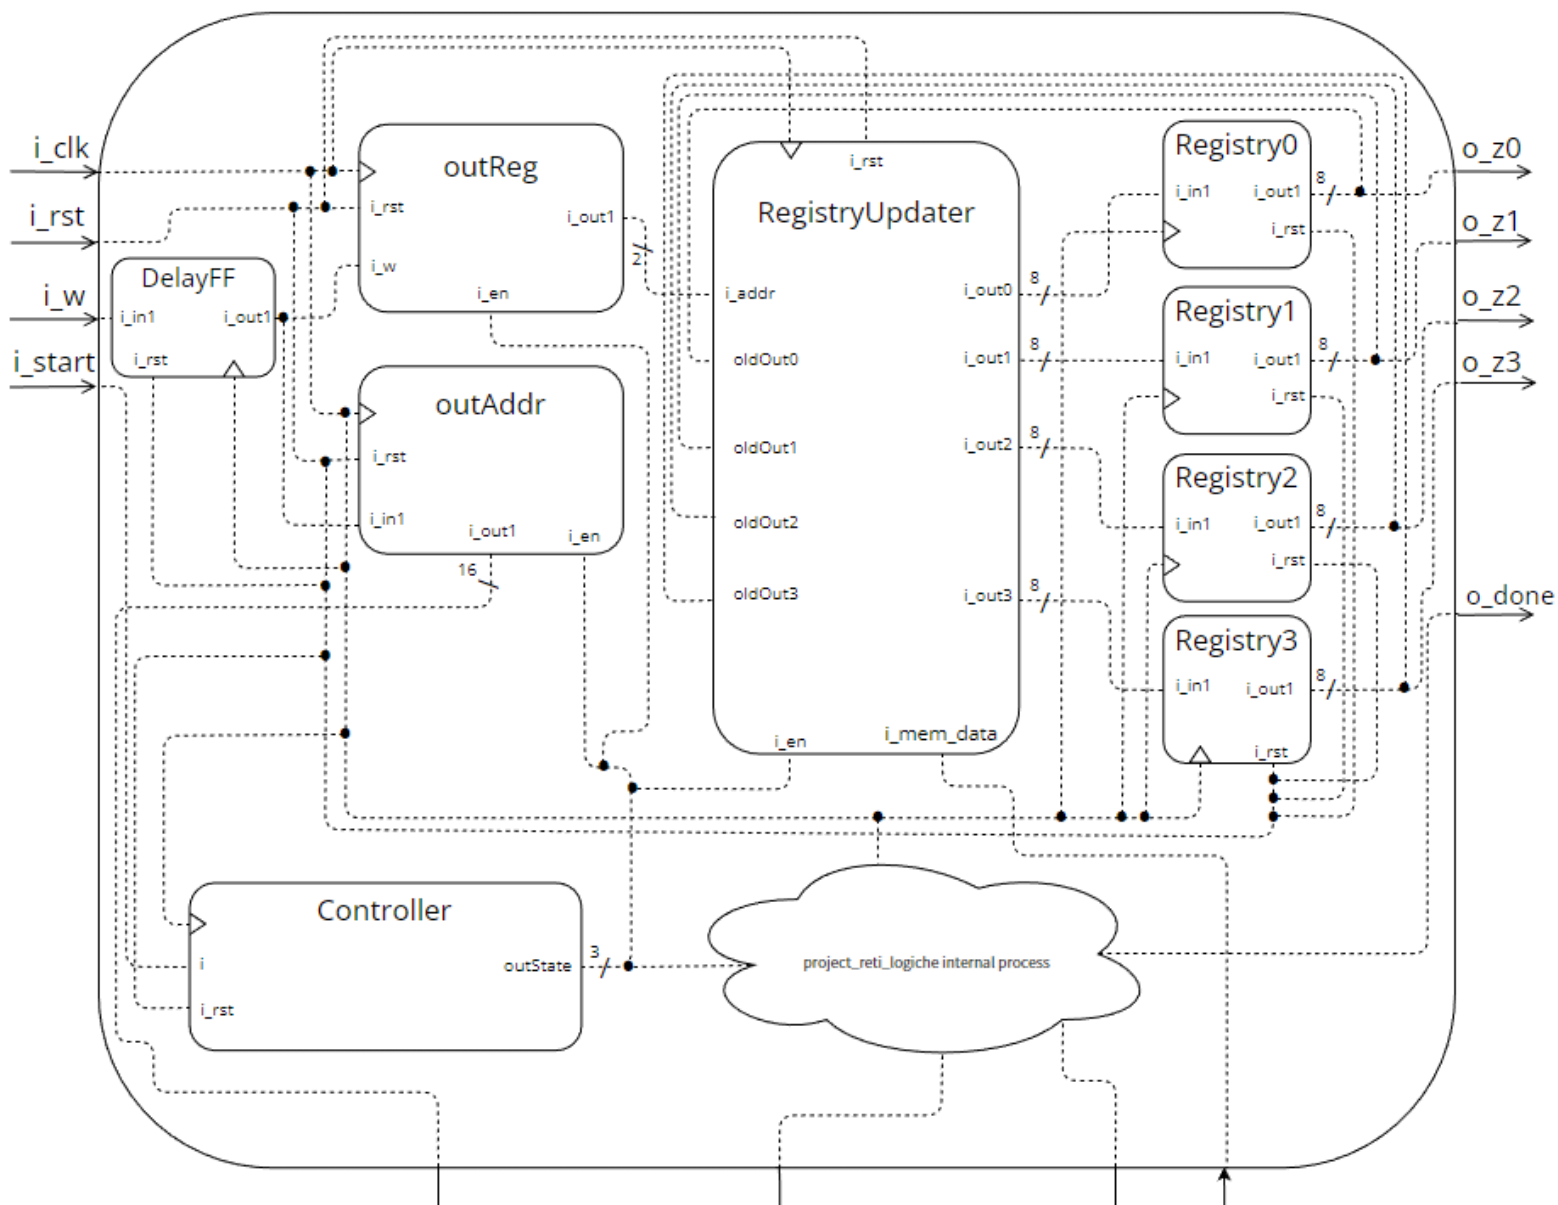 i_clk
i_rst
i_w
i_start
DelayFF
i_in1
i_out1
i_rst
outReg
i_rst
i_out1
2
i_w
i_en
outAddr
i_rst
i_in1
i_out1
i_en
16
RegistryUpdater
i_rst
i_addr
oldOut0
oldOut1
oldOut2
oldOut3
i_out0
8
i_out1
8
i_out2
8
i_out3
8
i_en
i_mem_data
Registry0
i_in1
i_out1
8
i_rst
Registry1
i_in1
i_out1
8
i_rst
Registry2
i_in1
i_out1
8
i_rst
Registry3
i_in1
i_out1
8
i_rst
o_z0
o_z1
o_z2
o_z3
o_done
Controller
i
i_rst
outState
3
project_reti_logiche internal process